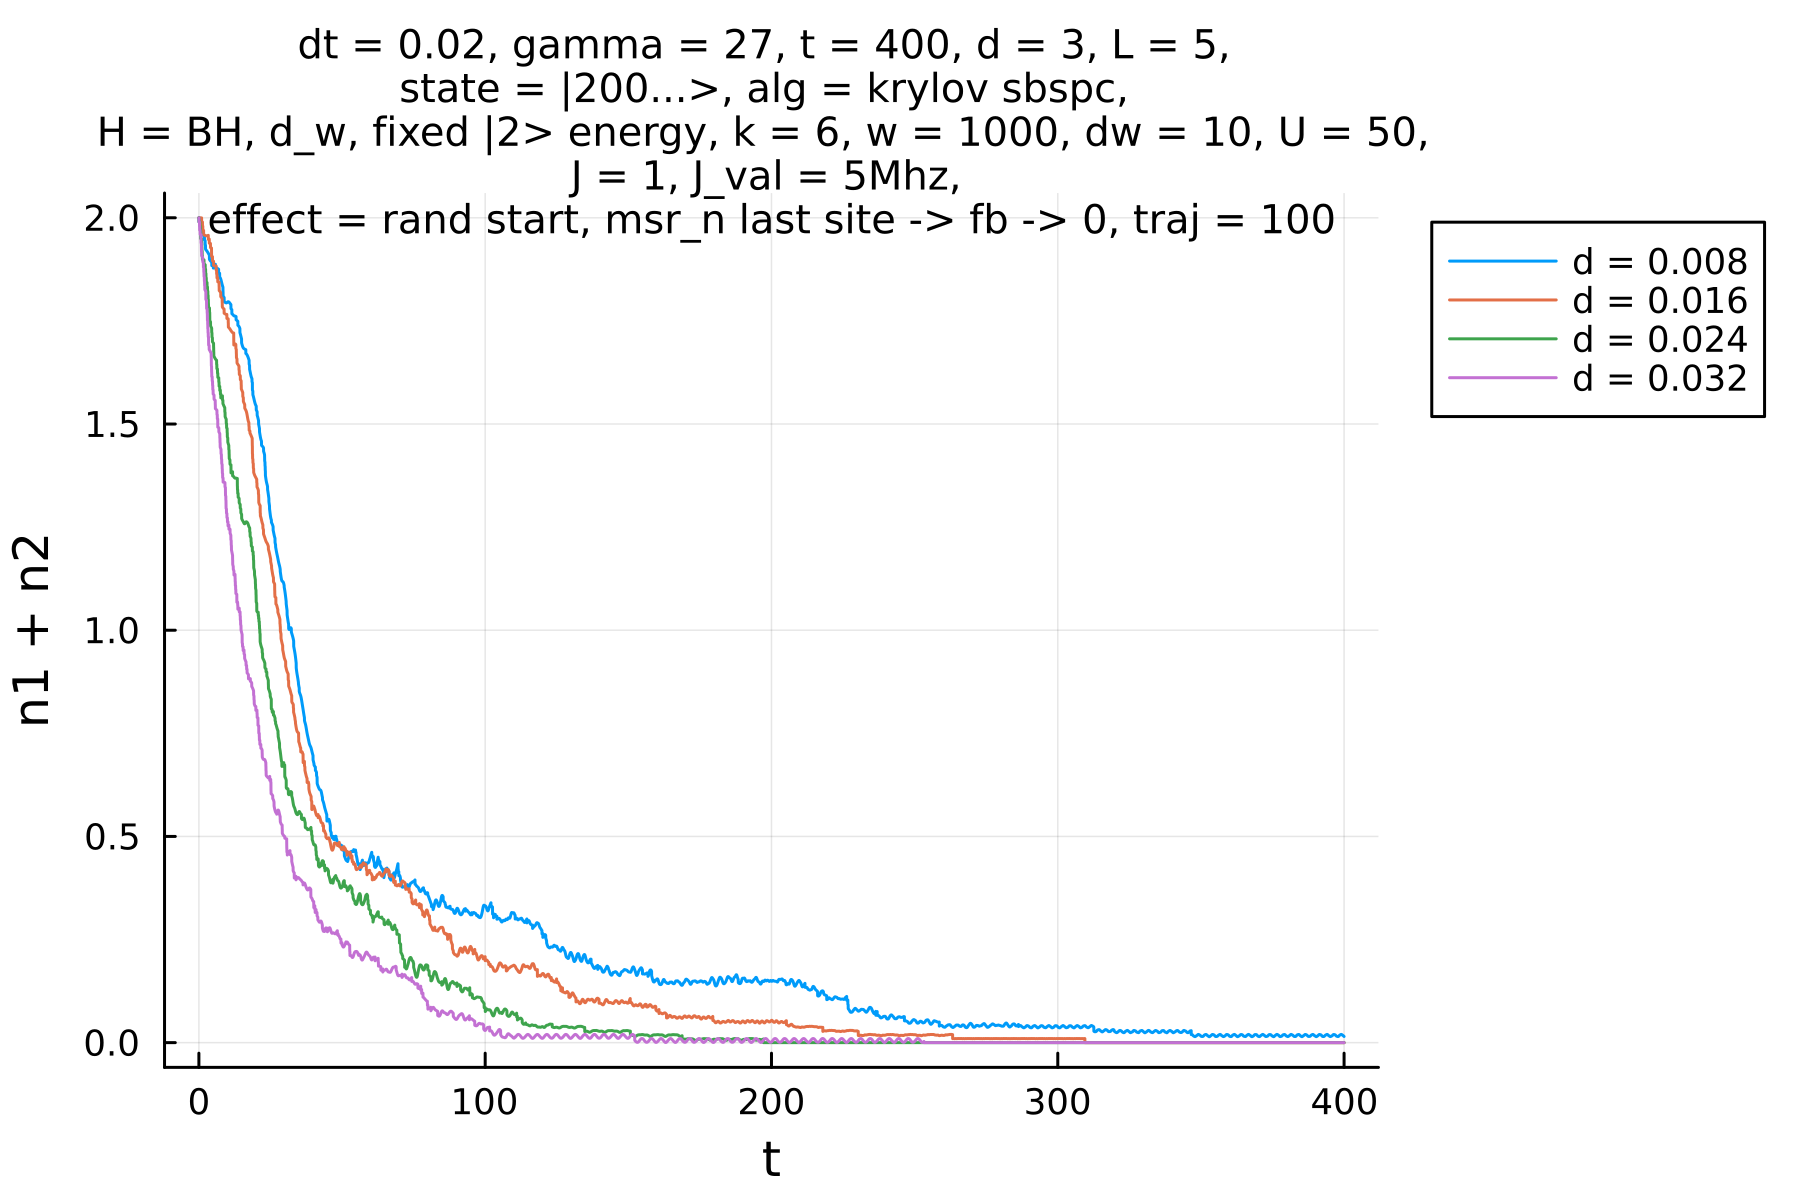 dt = 0.02, gamma = 27, t = 400, d = 3, L = 5,
state = |200...>, alg = krylov sbspc,
H = BH, d_w, fixed |2> energy, k = 6, w = 1000, dw = 10, U = 50,
J = 1, J_val = 5Mhz,
effect = rand start, msr_n last site -> fb -> 0, traj = 100
2.0
1.5
1.0
0.5
0.0
n1 + n2
0 100 200 300 400
t
d = 0.008
d = 0.016
d = 0.024
d = 0.032